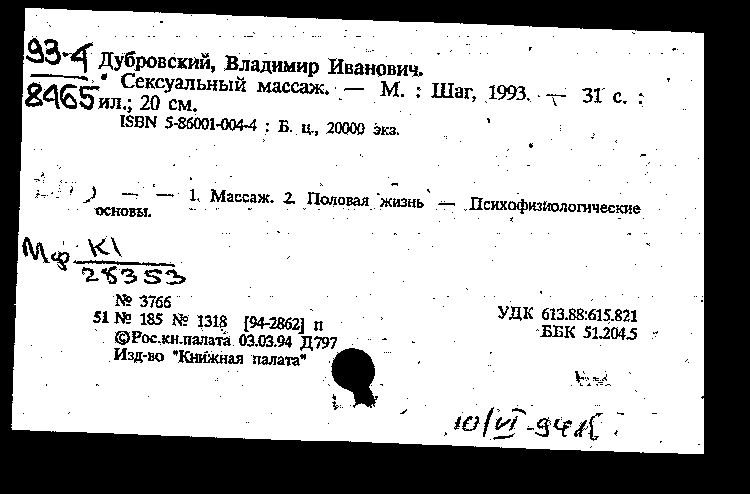 93-4 Дубровский, Владимир Иванович.
8465 Сексуальный массаж. — М. : Шаг, 1993. — 31 с. :
ил.; 20 см.
ISBN 5-86001-004-4 : Б. ц., 20000 экз.
) — — 1. Массаж. 2. Половая жизнь — Психофизиологические
основы.
Мф К1
28353
№ 3766
51 № 185 № 1318 [94-2862] п
УДК 613.88:615.821
ББК 51.204.5
©Рос.кн.палата 03.03.94 Д797
Изд-во "Книжная палата"
10/VI-94